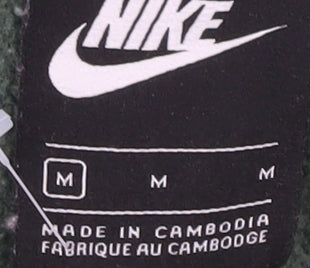 NIKE
M M M
MADE IN CAMBODIA
FABRIQUE AU CAMBODGE